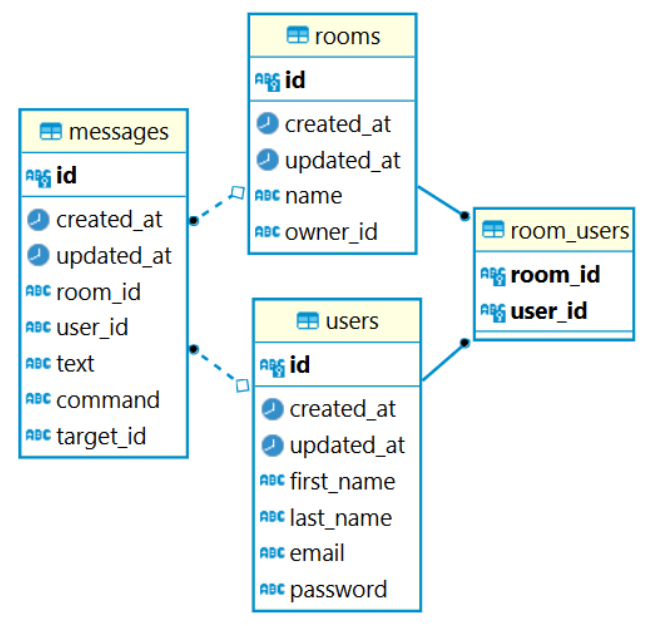 rooms
id
created_at
updated_at
name
owner_id
messages
id
created_at
updated_at
room_id
user_id
text
command
target_id
room_users
room_id
user_id
users
id
created_at
updated_at
first_name
last_name
email
password